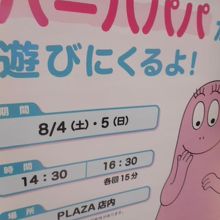 バーバパパが
遊びにくるよ!
期間
8/4(土)・5(日)
時間
14:30 16:30
各回15分
場所
PLAZA店内